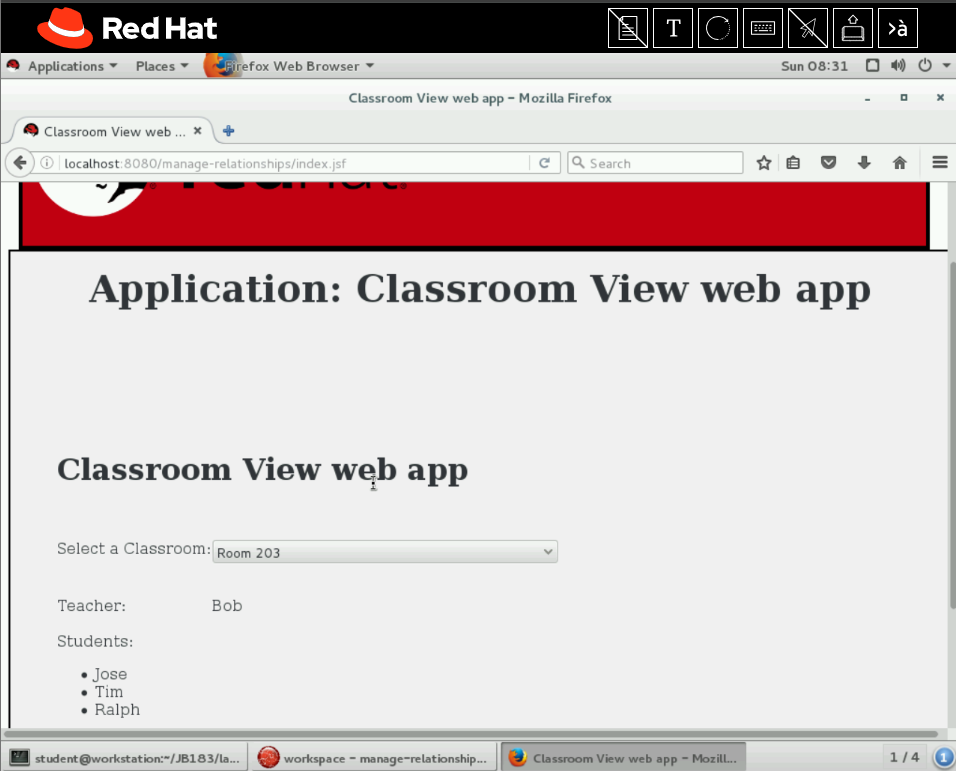 Red Hat
T
>à
Applications Places Firefox Web Browser Sun 08:31
Classroom View web app - Mozilla Firefox
Classroom View web ...
localhost:8080/manage-relationships/index.jsf Search
Application: Classroom View web app
Classroom View web app
Select a Classroom: Room 203
Teacher: Bob
Students:
Jose
Tim
Ralph
student@workstation:~/JB183/la... workspace - manage-relationship... Classroom View web app - Mozill... 1 / 4 1